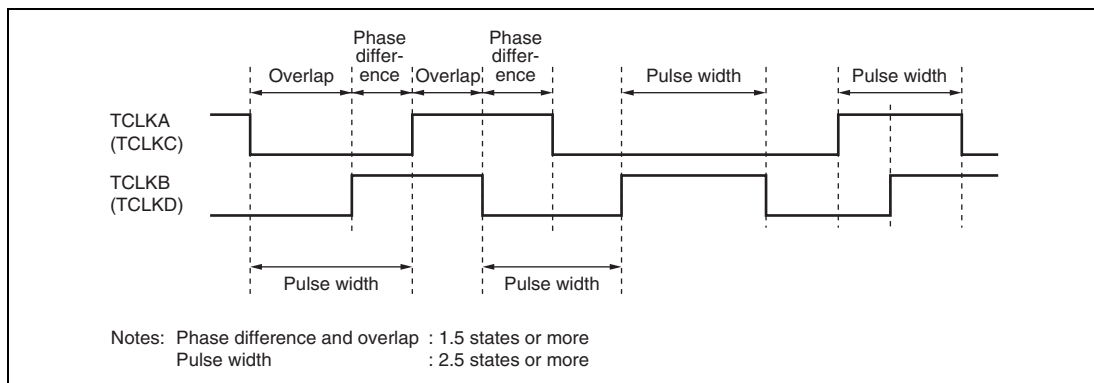 Phase
differ-
ence
Phase
differ-
ence
Overlap
Overlap
Pulse width
Pulse width
TCLKA
(TCLKC)
TCLKB
(TCLKD)
Pulse width
Pulse width
Notes: Phase difference and overlap : 1.5 states or more
Pulse width : 2.5 states or more